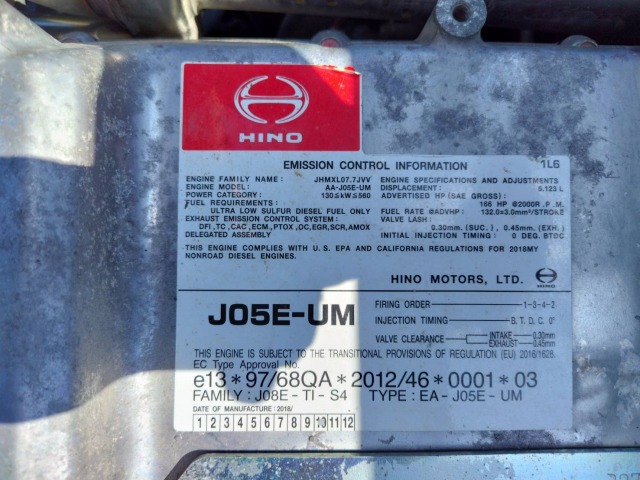 HINO
EMISSION CONTROL INFORMATION 1L6
ENGINE FAMILY NAME : JHMXL07.7JVV
ENGINE MODEL : AA-J05E-UM
POWER CATEGORY : 130≤kW≤560
FUEL REQUIREMENTS :
ULTRA LOW SULFUR DIESEL FUEL ONLY
EXHAUST EMISSION CONTROL SYSTEM :
DFI ,TC ,CAC ,ECM ,PTOX ,OC,EGR,SCR,AMOX
DELEGATED ASSEMBLY
ENGINE SPECIFICATIONS AND ADJUSTMENTS
DISPLACEMENT : 5.123 L
ADVERTISED HP (SAE GROSS) :
166 HP @2000R .P .M.
FUEL RATE @ADVHP : 132.0±3.0mm³/STROKE
VALVE LASH :
0.30mm (SUC.) , 0.45mm (EXH.)
INITIAL INJECTION TIMING : 0 DEG. BTDC
THIS ENGINE COMPLIES WITH U.S. EPA AND CALIFORNIA REGULATIONS FOR 2018MY
NONROAD DIESEL ENGINES.
HINO MOTORS, LTD. HINO
J05E-UM
FIRING ORDER 1-3-4-2
INJECTION TIMING B. T. D. C. 0°
VALVE CLEARANCE INTAKE 0.30mm
EXHAUST 0.45mm
THIS ENGINE IS SUBJECT TO THE TRANSITIONAL PROVISIONS OF REGULATION (EU) 2016/1628.
EC Type Approval No.
e13*97/68QA*2012/46*0001*03
FAMILY : J08E-TI-S4 TYPE : EA-J05E-UM
DATE OF MANUFACTURE : 2018/
1 2 3 4 5 6 7 8 9 10 11 12